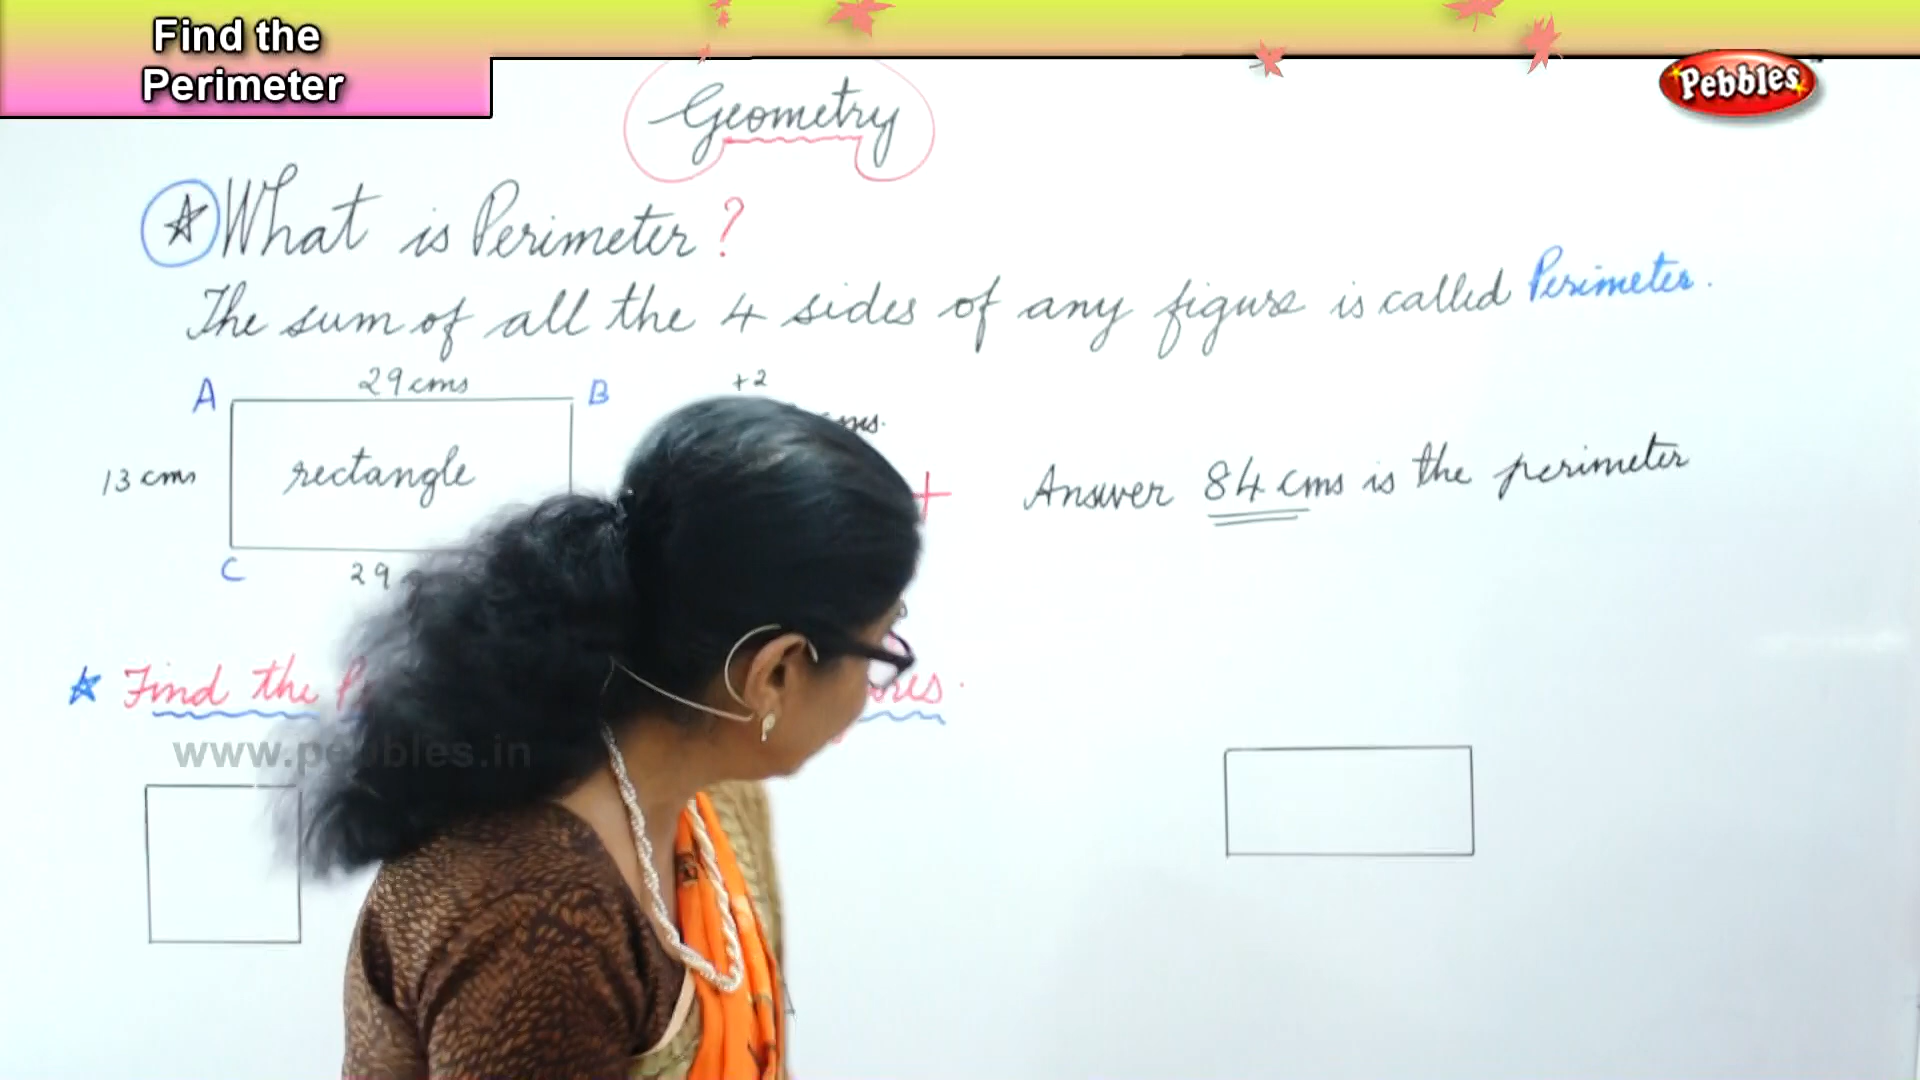 Find the
Perimeter
Pebbles
Geometry
What is Perimeter?
The sum of all the 4 sides of any figure is called Perimeter.
A 29 cms B +2
13 cms rectangle + Answer 84 cms is the perimeter
C 29
Find the
www.pebbles.in